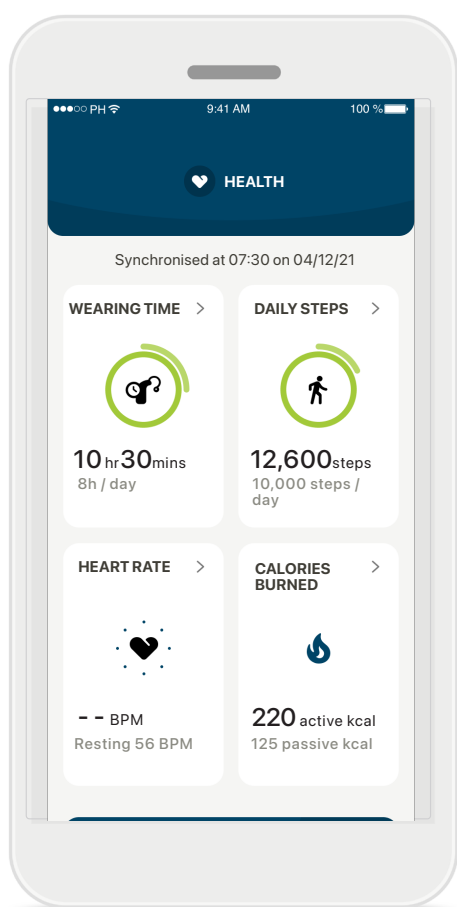 PH 9:41 AM 100 %
HEALTH
Synchronised at 07:30 on 04/12/21
WEARING TIME
10 hr 30 mins
8h / day
DAILY STEPS
12,600 steps
10,000 steps /
day
HEART RATE
- - BPM
Resting 56 BPM
CALORIES
BURNED
220 active kcal
125 passive kcal